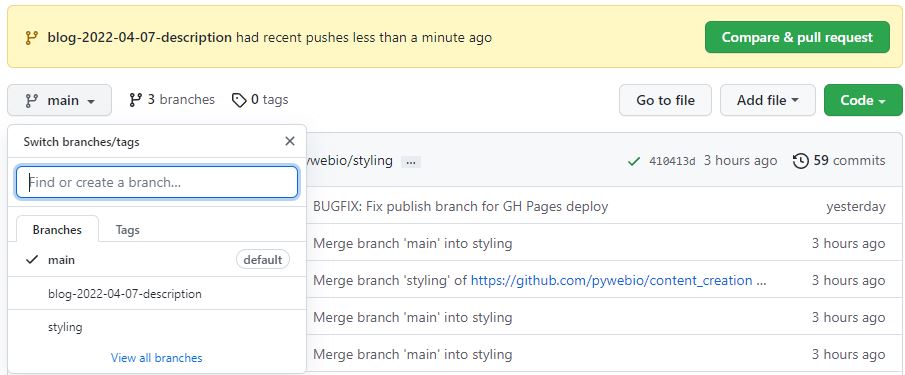 blog-2022-04-07-description had recent pushes less than a minute ago
Compare & pull request
main
3 branches
0 tags
Go to file
Add file
Code
Switch branches/tags
Find or create a branch...
Branches
Tags
main
default
blog-2022-04-07-description
styling
View all branches
ywebio/styling ...
410413d 3 hours ago
59 commits
BUGFIX: Fix publish branch for GH Pages deploy
yesterday
Merge branch 'main' into styling
3 hours ago
Merge branch 'styling' of https://github.com/pywebio/content_creation ...
3 hours ago
Merge branch 'main' into styling
3 hours ago
Merge branch 'main' into styling
3 hours ago